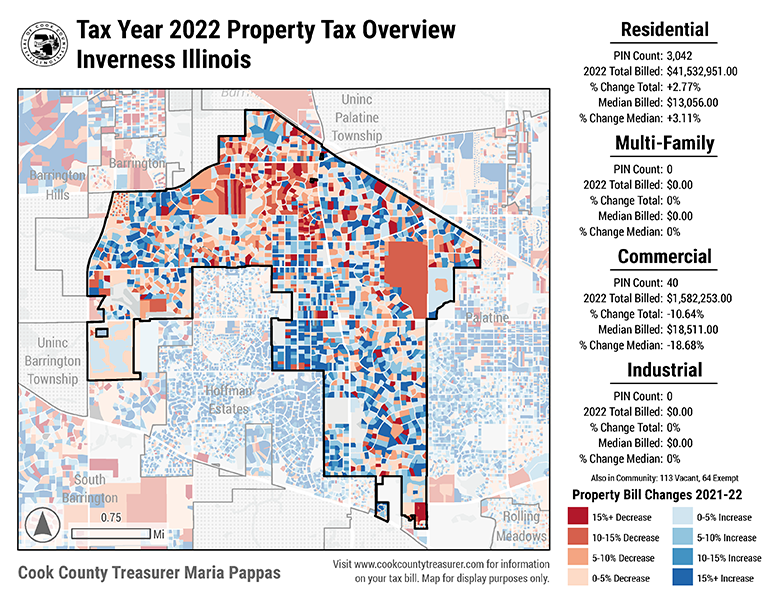 Tax Year 2022 Property Tax Overview
Inverness Illinois
Residential
PIN Count: 3,042
2022 Total Billed: $41,532,951.00
% Change Total: +2.77%
Median Billed: $13,056.00
% Change Median: +3.11%
Multi-Family
PIN Count: 0
2022 Total Billed: $0.00
% Change Total: 0%
Median Billed: $0.00
% Change Median: 0%
Commercial
PIN Count: 40
2022 Total Billed: $1,582,253.00
% Change Total: -10.64%
Median Billed: $18,511.00
% Change Median: -18.68%
Industrial
PIN Count: 0
2022 Total Billed: $0.00
% Change Total: 0%
Median Billed: $0.00
% Change Median: 0%
Also in Community: 113 Vacant, 64 Exempt
Property Bill Changes 2021-22
15%+ Decrease
10-15% Decrease
5-10% Decrease
0-5% Decrease
0-5% Increase
5-10% Increase
10-15% Increase
15%+ Increase
Uninc
Palatine
Township
Barrington
Barrington
Hills
Palatine
Uninc
Barrington
Township
Hoffman
Estates
South
Barrington
Rolling
Meadows
0.75
Mi
Cook County Treasurer Maria Pappas
Visit www.cookcountytreasurer.com for information
on your tax bill. Map for display purposes only.